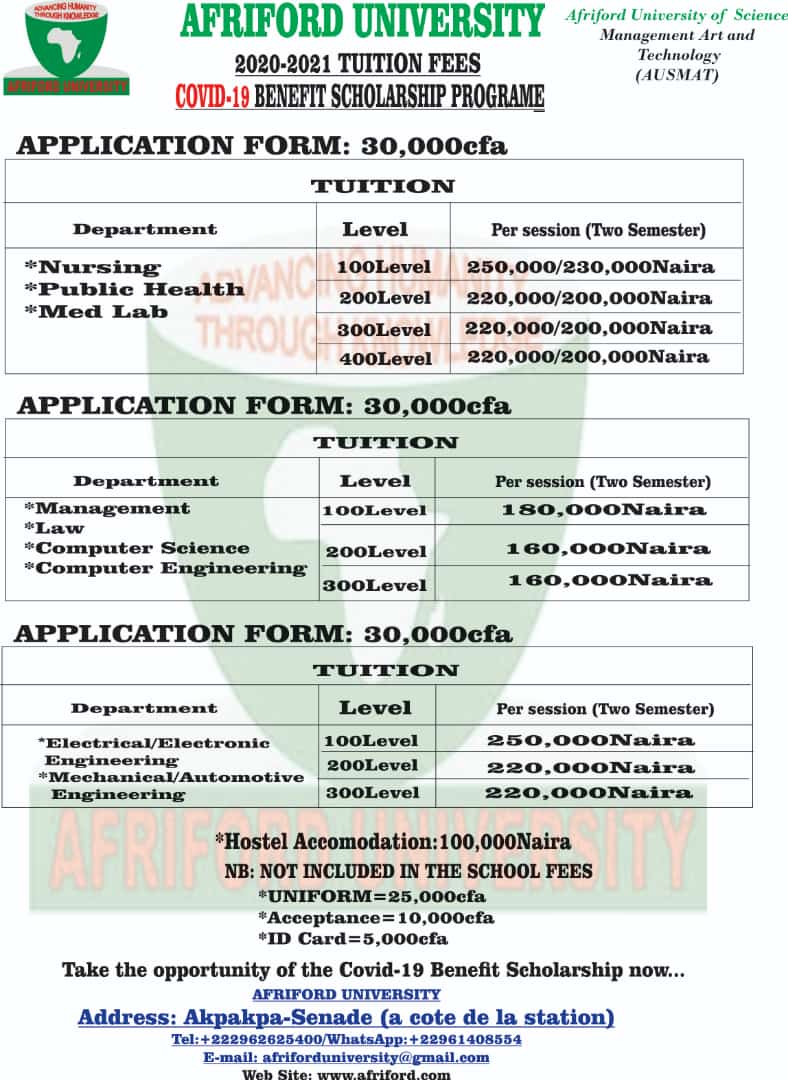 ADVANCING HUMANITY
THROUGH KNOWLEDGE
AFRIFORD UNIVERSITY
AFRIFORD UNIVERSITY
2020-2021 TUITION FEES
COVID-19 BENEFIT SCHOLARSHIP PROGRAME
Afriford University of Science
Management Art and
Technology
(AUSMAT)
APPLICATION FORM: 30,000cfa
TUITION
Department Level Per session (Two Semester)
*Nursing 100Level 250,000/230,000Naira
*Public Health 200Level 220,000/200,000Naira
*Med Lab 300Level 220,000/200,000Naira
400Level 220,000/200,000Naira
ADVANCING HUMANITY
THROUGH KNOWLEDGE
APPLICATION FORM: 30,000cfa
TUITION
Department Level Per session (Two Semester)
*Management 100Level 180,000Naira
*Law
*Computer Science 200Level 160,000Naira
*Computer Engineering 300Level 160,000Naira
APPLICATION FORM: 30,000cfa
TUITION
Department Level Per session (Two Semester)
*Electrical/Electronic 100Level 250,000Naira
Engineering 200Level 220,000Naira
*Mechanical/Automotive
Engineering 300Level 220,000Naira
AFRIFORD UNIVERSITY
*Hostel Accomodation:100,000Naira
NB: NOT INCLUDED IN THE SCHOOL FEES
*UNIFORM=25,000cfa
*Acceptance=10,000cfa
*ID Card=5,000cfa
Take the opportunity of the Covid-19 Benefit Scholarship now...
AFRIFORD UNIVERSITY
Address: Akpakpa-Senade (a cote de la station)
Tel:+222962625400/WhatsApp:+22961408554
E-mail: afriforduniversity@gmail.com
Web Site: www.afriford.com